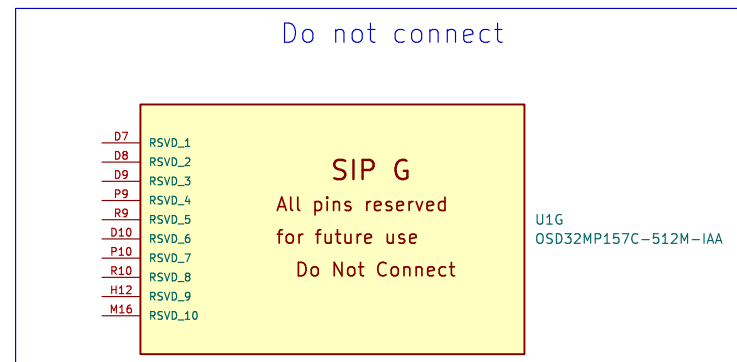 Do not connect
D7 RSVD_1
D8 RSVD_2
D9 RSVD_3
P9 RSVD_4
R9 RSVD_5
D10 RSVD_6
P10 RSVD_7
R10 RSVD_8
H12 RSVD_9
M16 RSVD_10
SIP G
All pins reserved
for future use
Do Not Connect
U1G
OSD32MP157C-512M-IAA